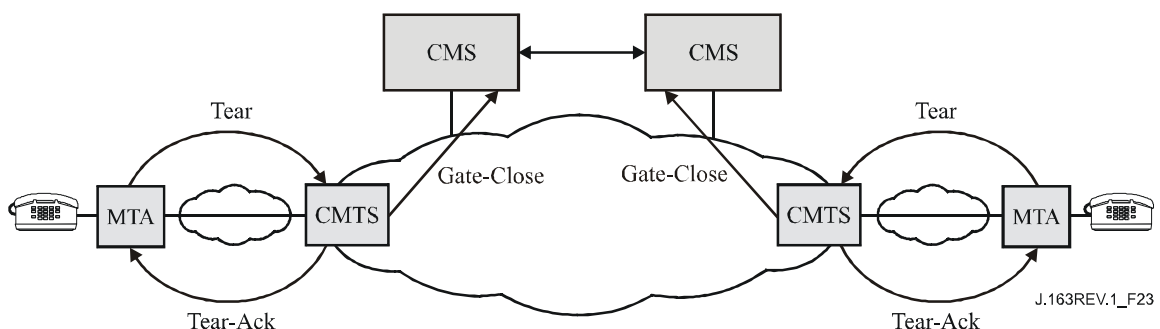 CMS
CMS
Tear
Tear
Gate-Close
Gate-Close
MTA
CMTS
CMTS
MTA
Tear-Ack
Tear-Ack
J.163REV.1_F23